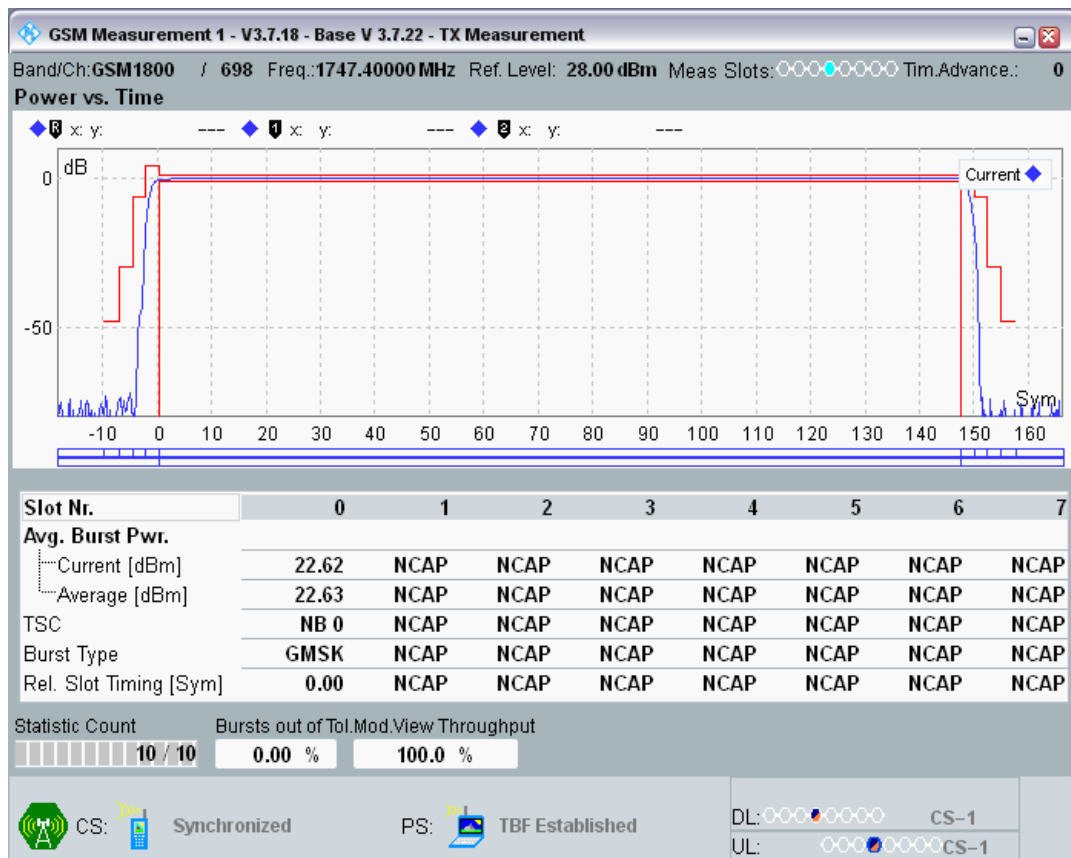 GSM Measurement 1 - V3.7.18 - Base V 3.7.22 - TX Measurement
Band/Ch:GSM1800 / 698 Freq.:1747.40000 MHz Ref. Level: 28.00 dBm Meas Slots: Tim.Advance.: 0
Power vs. Time
R x: y: --- 1 x: y: --- 2 x: y: ---
dB
0
Current
-50
Sym
-10 0 10 20 30 40 50 60 70 80 90 100 110 120 130 140 150 160
Slot Nr. 0 1 2 3 4 5 6 7
Avg. Burst Pwr.
Current [dBm] 22.62 NCAP NCAP NCAP NCAP NCAP NCAP NCAP
Average [dBm] 22.63 NCAP NCAP NCAP NCAP NCAP NCAP NCAP
TSC NB 0 NCAP NCAP NCAP NCAP NCAP NCAP NCAP
Burst Type GMSK NCAP NCAP NCAP NCAP NCAP NCAP NCAP
Rel. Slot Timing [Sym] 0.00 NCAP NCAP NCAP NCAP NCAP NCAP NCAP
Statistic Count Bursts out of Tol.Mod.View Throughput
10 / 10 0.00 % 100.0 %
CS: Synchronized PS: TBF Established DL: CS-1
UL: CS-1